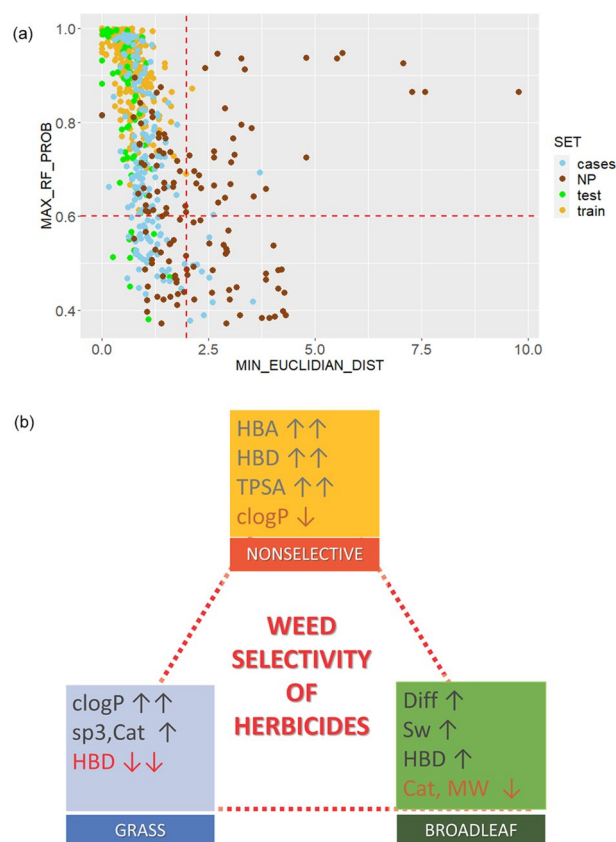 (a)
1.0
0.8
0.6
0.4
MAX_RF_PROB
0.0
2.5
5.0
7.5
10.0
MIN_EUCLIDIAN_DIST
SET
cases
NP
test
train
(b)
HBA ↑↑
HBD ↑↑
TPSA ↑↑
clogP ↓
NONSELECTIVE
WEED
SELECTIVITY
OF
HERBICIDES
clogP ↑↑
sp3,Cat ↑
HBD ↓↓
GRASS
Diff ↑
Sw ↑
HBD ↑
Cat, MW ↓
BROADLEAF